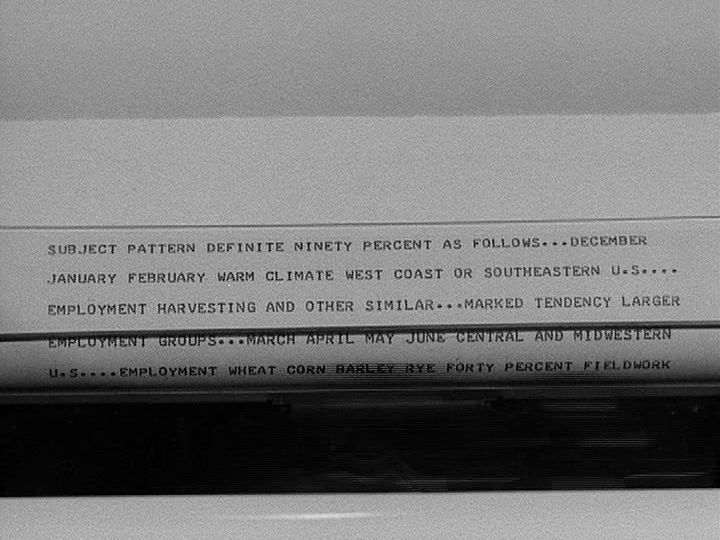 SUBJECT PATTERN DEFINITE NINETY PERCENT AS FOLLOWS...DECEMBER
JANUARY FEBRUARY WARM CLIMATE WEST COAST OR SOUTHEASTERN U.S....
EMPLOYMENT HARVESTING AND OTHER SIMILAR...MARKED TENDENCY LARGER
EMPLOYMENT GROUPS...MARCH APRIL MAY JUNE CENTRAL AND MIDWESTERN
U.S....EMPLOYMENT WHEAT CORN BARLEY RYE FORTY PERCENT FIELDWORK